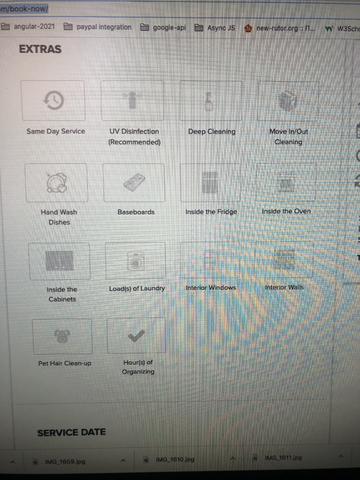 m/book-now/
angular-2021 paypal integration google-api Async JS new-rutor.org :: П... W3Scho
EXTRAS
Same Day Service UV Disinfection Deep Cleaning Move In/Out
(Recommended) Cleaning
Hand Wash Baseboards Inside the Fridge Inside the Oven
Dishes
Inside the Load(s) of Laundry Interior Windows Interior Walls
Cabinets
Pet Hair Clean-up Hour(s) of
Organizing
SERVICE DATE
IMG_1609.jpg IMG_1610.jpg IMG_1611.jpg